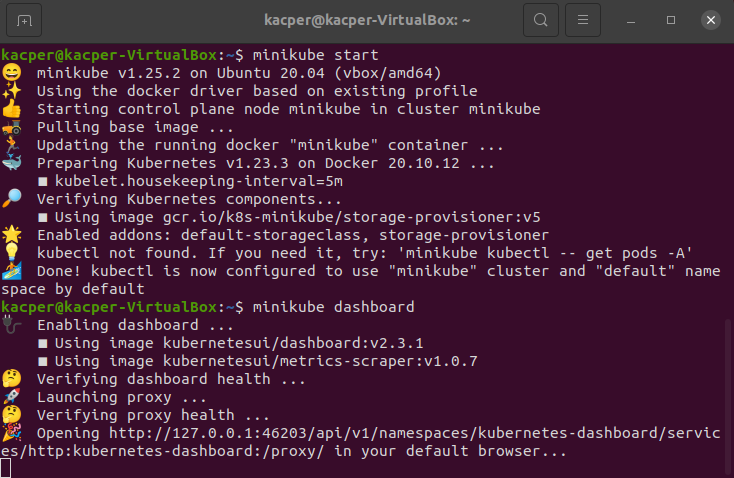 kacper@kacper-VirtualBox: ~
kacper@kacper-VirtualBox:~$ minikube start
minikube v1.25.2 on Ubuntu 20.04 (vbox/amd64)
Using the docker driver based on existing profile
Starting control plane node minikube in cluster minikube
Pulling base image ...
Updating the running docker "minikube" container ...
Preparing Kubernetes v1.23.3 on Docker 20.10.12 ...
■ kubelet.housekeeping-interval=5m
Verifying Kubernetes components...
■ Using image gcr.io/k8s-minikube/storage-provisioner:v5
Enabled addons: default-storageclass, storage-provisioner
kubectl not found. If you need it, try: 'minikube kubectl -- get pods -A'
Done! kubectl is now configured to use "minikube" cluster and "default" name
space by default
kacper@kacper-VirtualBox:~$ minikube dashboard
Enabling dashboard ...
■ Using image kubernetesui/dashboard:v2.3.1
■ Using image kubernetesui/metrics-scraper:v1.0.7
Verifying dashboard health ...
Launching proxy ...
Verifying proxy health ...
Opening http://127.0.0.1:46203/api/v1/namespaces/kubernetes-dashboard/servic
es/http:kubernetes-dashboard:/proxy/ in your default browser...